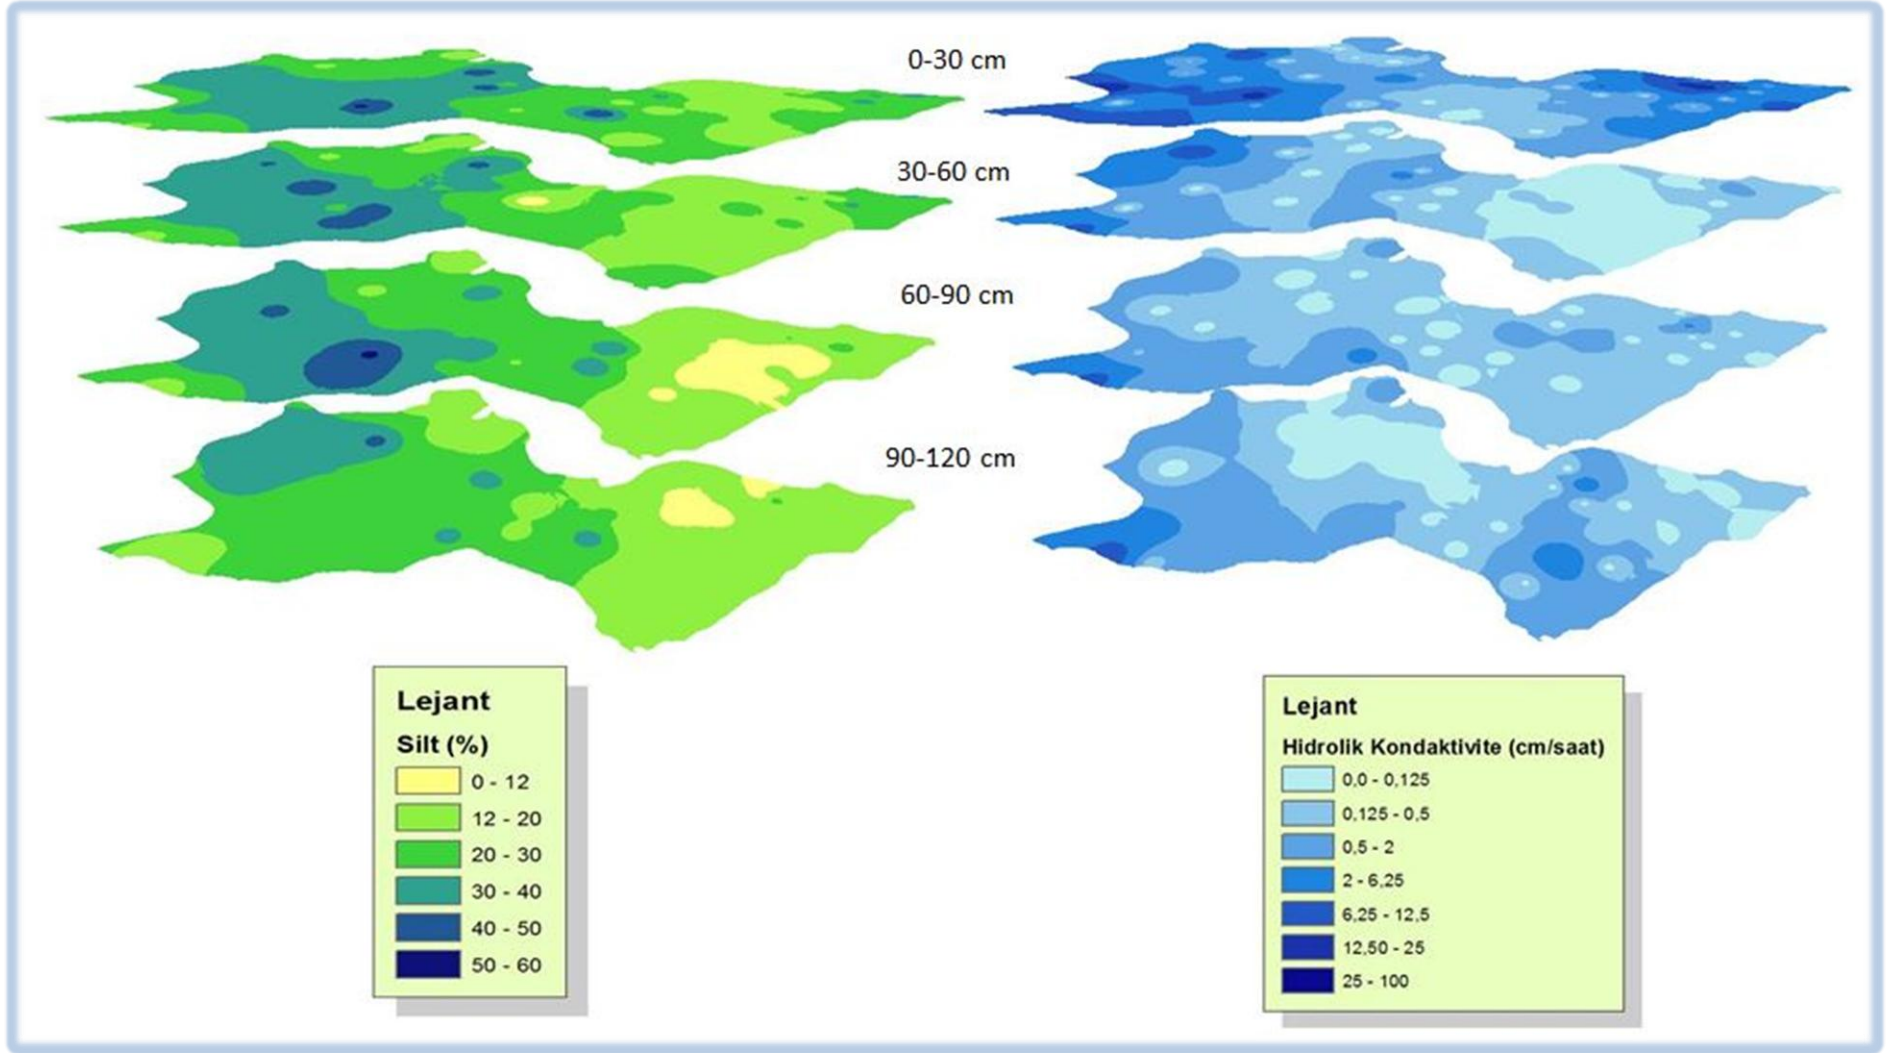 0-30 cm
30-60 cm
60-90 cm
90-120 cm
Lejant
Silt (%)
0 - 12
12 - 20
20 - 30
30 - 40
40 - 50
50 - 60
Lejant
Hidrolik Kondaktivite (cm/saat)
0,0 - 0,125
0,125 - 0,5
0,5 - 2
2 - 6,25
6,25 - 12,5
12,50 - 25
25 - 100